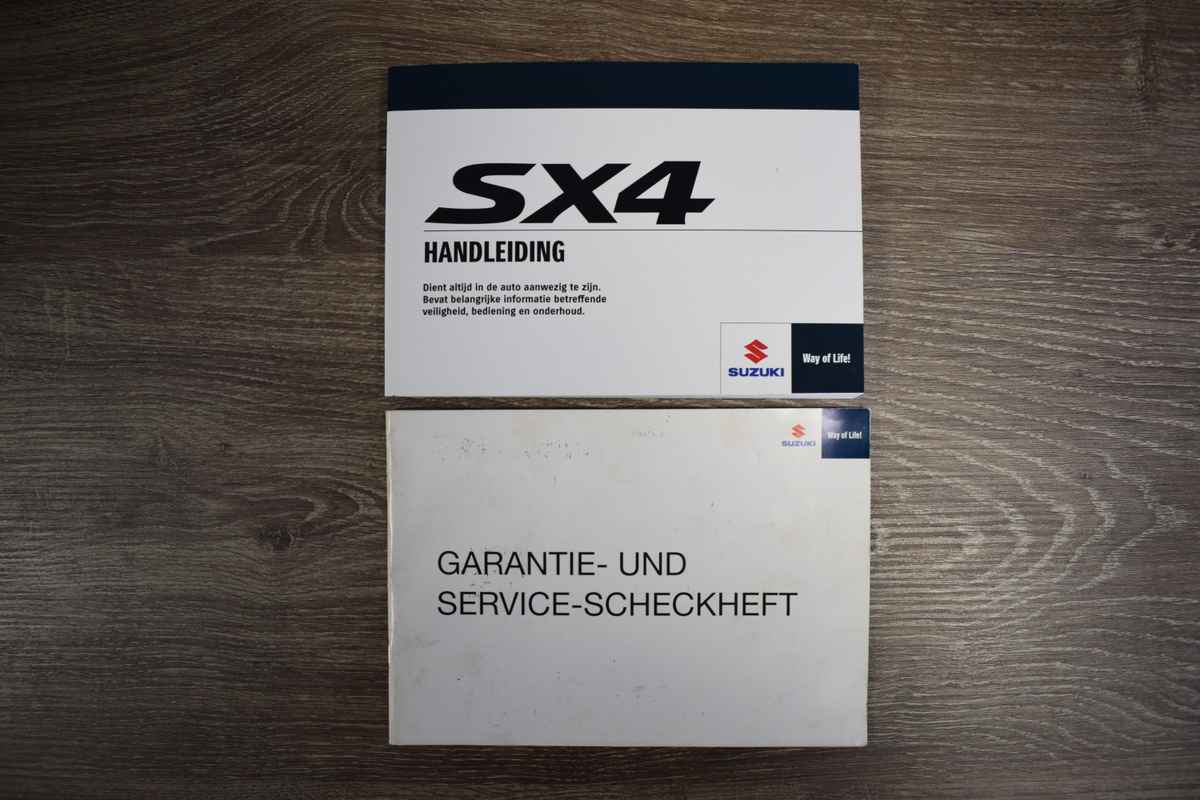 SX4
HANDLEIDING
Dient altijd in de auto aanwezig te zijn.
Bevat belangrijke informatie betreffende
veiligheid, bediening en onderhoud.
SUZUKI
Way of Life!
SUZUKI
Way of Life!
GARANTIE- UND
SERVICE-SCHECKHEFT